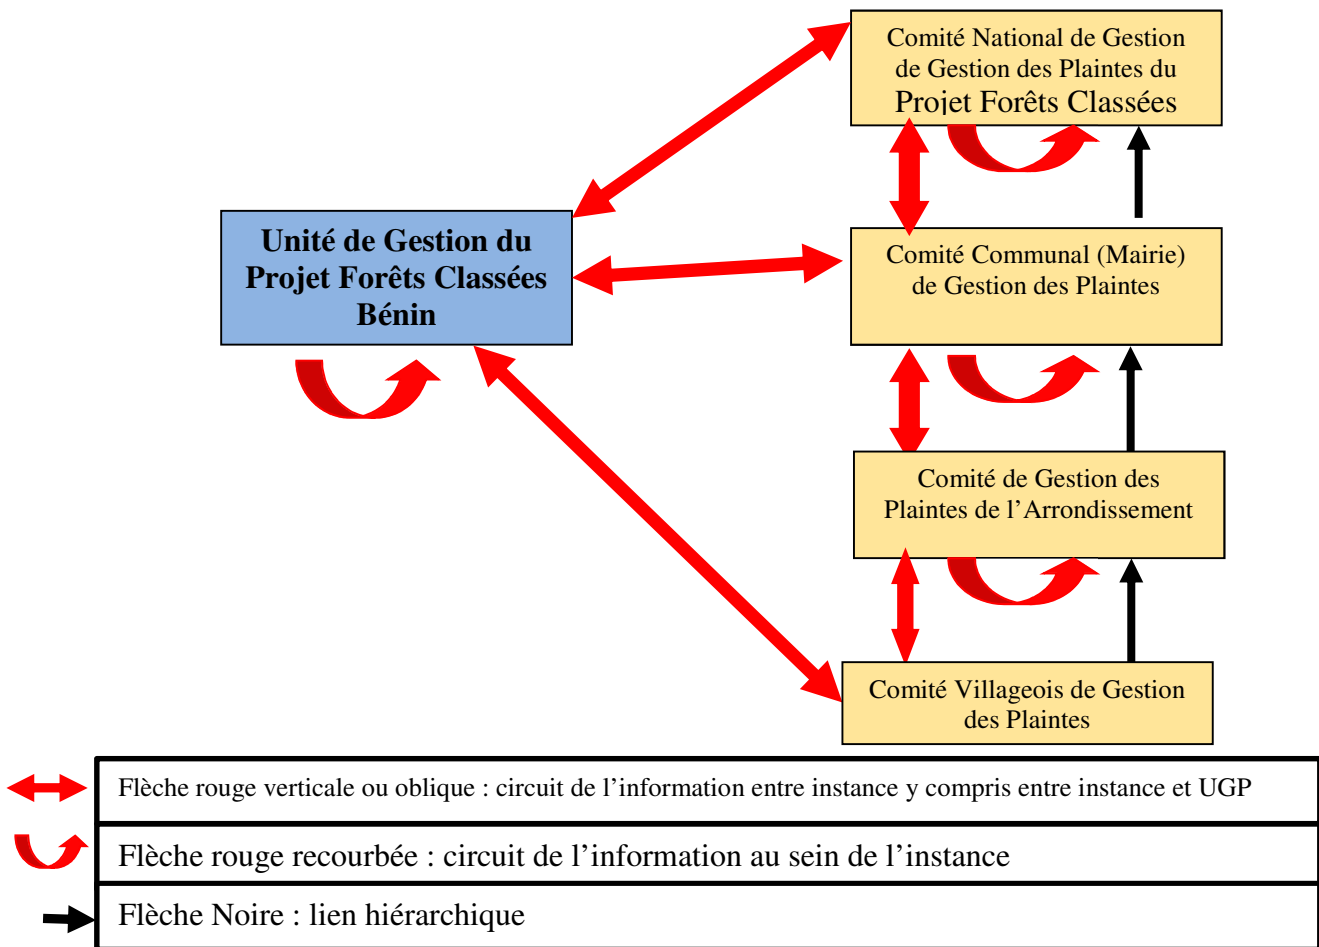 Comité National de Gestion
de Gestion des Plaintes du
Projet Forêts Classées
Unité de Gestion du
Projet Forêts Classées
Bénin
Comité Communal (Mairie)
de Gestion des Plaintes
Comité de Gestion des
Plaintes de l’Arrondissement
Comité Villageois de Gestion
des Plaintes
Flèche rouge verticale ou oblique : circuit de l’information entre instance y compris entre instance et UGP
Flèche rouge recourbée : circuit de l’information au sein de l’instance
Flèche Noire : lien hiérarchique